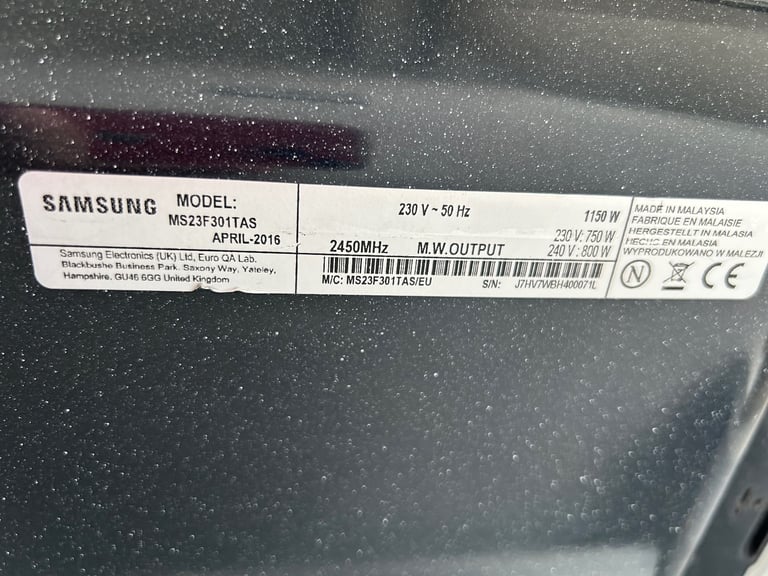 SAMSUNG
MODEL:
MS23F301TAS
APRIL-2016
Samsung Electronics (UK) Ltd, Euro QA Lab.
Blackbushe Business Park. Saxony Way, Yateley,
Hampshire, GU46 6GG United Kingdom
230 V ~ 50 Hz
1150 W
230 V: 750 W
2450MHz M.W.OUTPUT 240 V: 800 W
M/C: MS23F301TAS/EU S/N: J7HV7WBH400071L
MADE IN MALAYSIA
FABRIQUE EN MALAISIE
HERGESTELLT IN MALASIA
EN MALASIA
WYPRODUKOWANO W MALEZJI
N CE